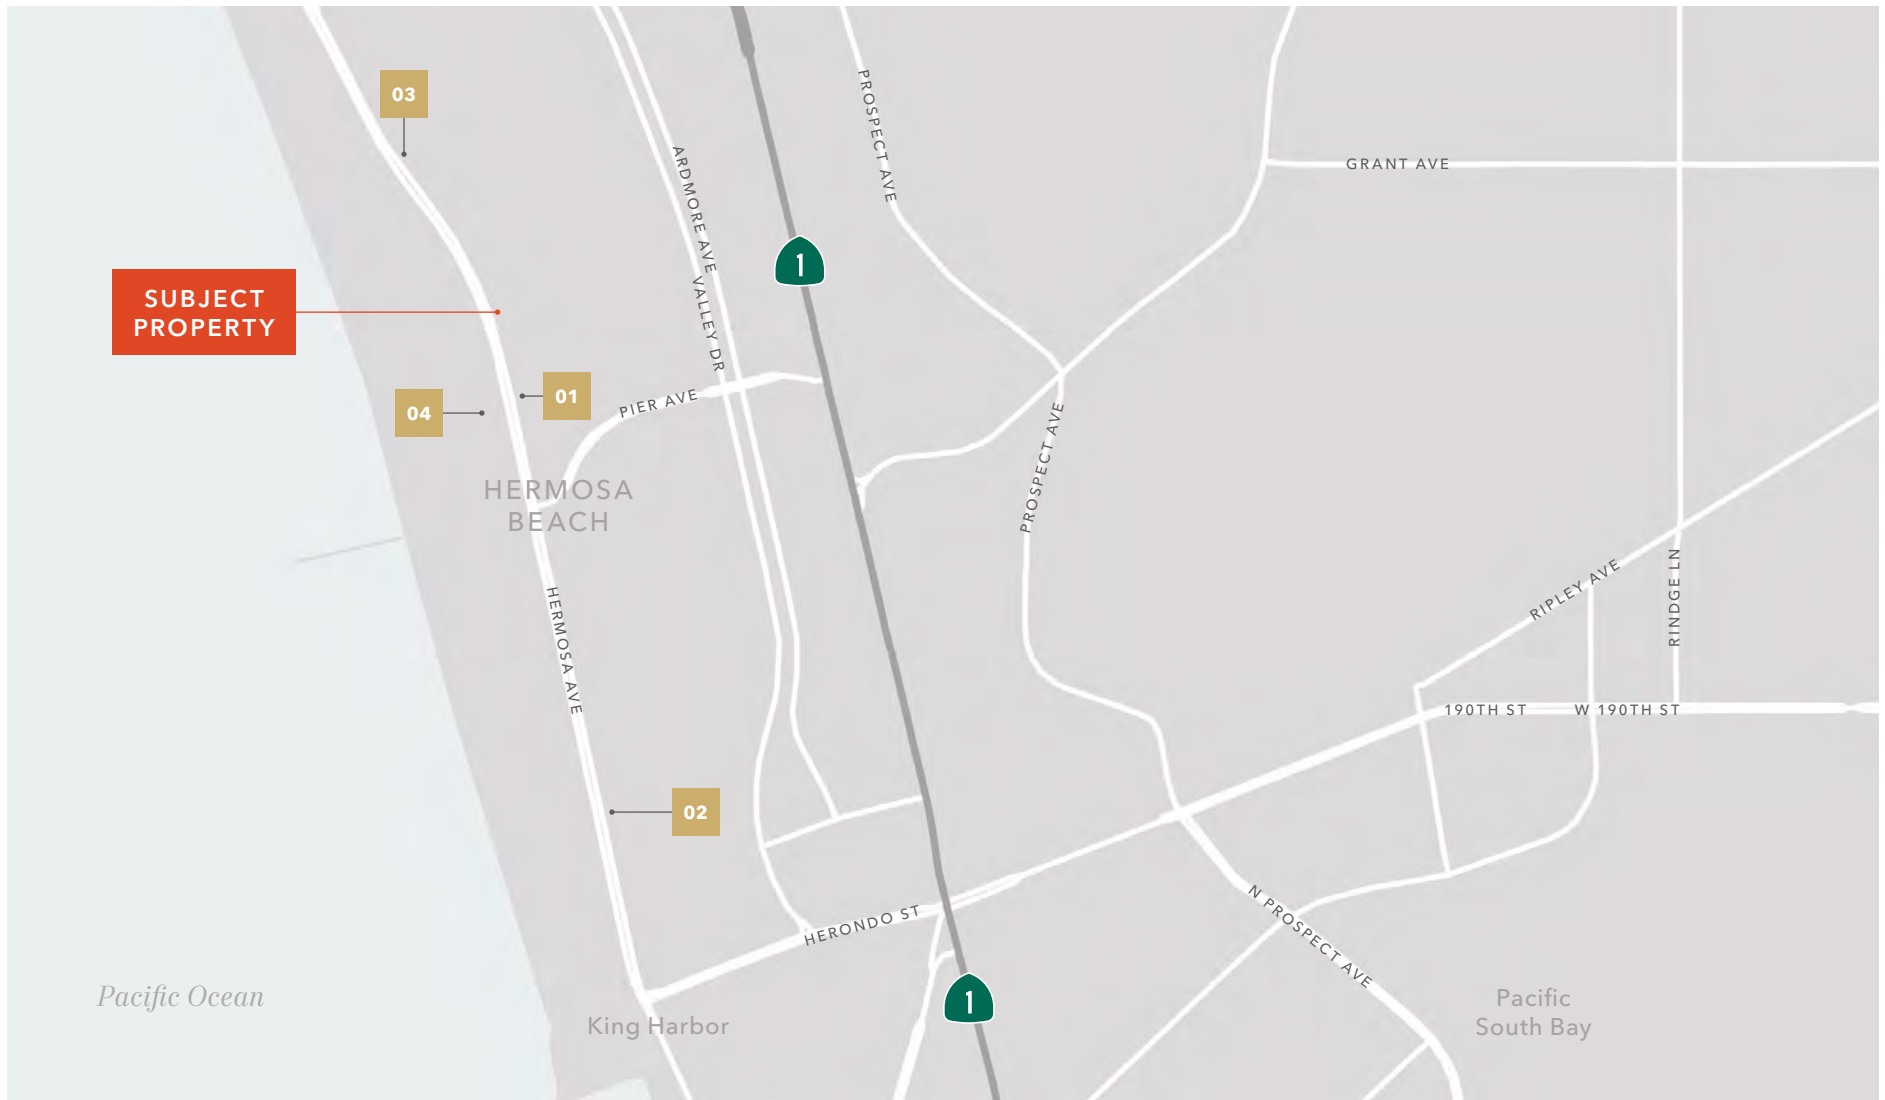 03
PROSPECT AVE
ARDMORE AVE
GRANT AVE
1
SUBJECT
PROPERTY
VALLEY DR
01
04
PIER AVE
PROSPECT AVE
HERMOSA
BEACH
RIPLEY AVE
RINDGE LN
HERMOSA AVE
190TH ST
W 190TH ST
02
HERONDO ST
N PROSPECT AVE
Pacific Ocean
1
King Harbor
Pacific
South Bay